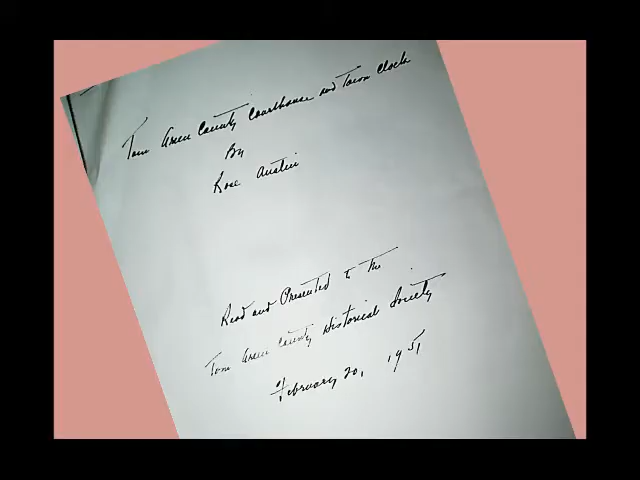 Tom Green County Courthouse and Town Clock
By
Rose Austin
Read and Presented to the
Tom Green County Historical Society
February 20, 1951